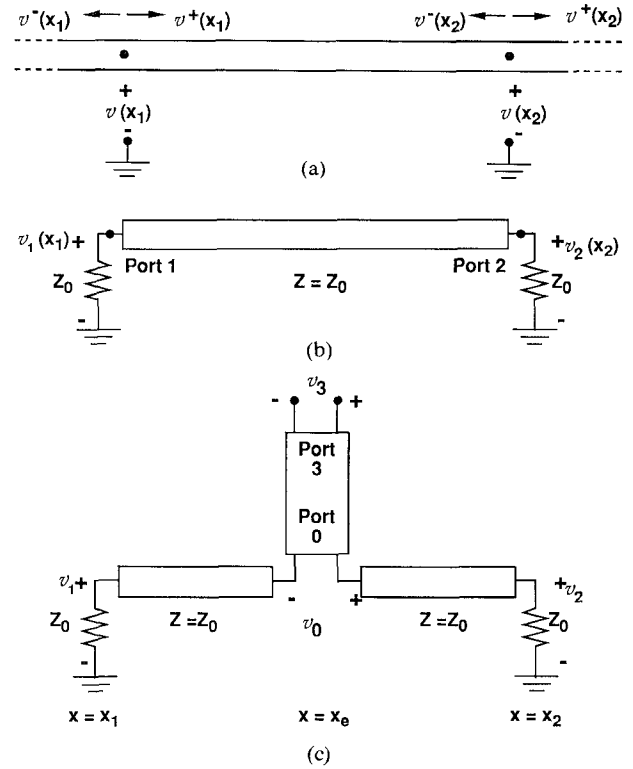 v⁻(x₁) v⁺(x₁) v⁻(x₂) v⁺(x₂)
+ +
v(x₁) v(x₂)
- -
(a)
v₁(x₁) + + v₂(x₂)
Port 1 Port 2
Z₀ Z = Z₀ Z₀
- -
(b)
v₃
- +
Port
3
Port
0
v₁+ +v₂
- +
Z₀ Z =Z₀ v₀ Z =Z₀ Z₀
- -
x = x₁ x = xₑ x = x₂
(c)